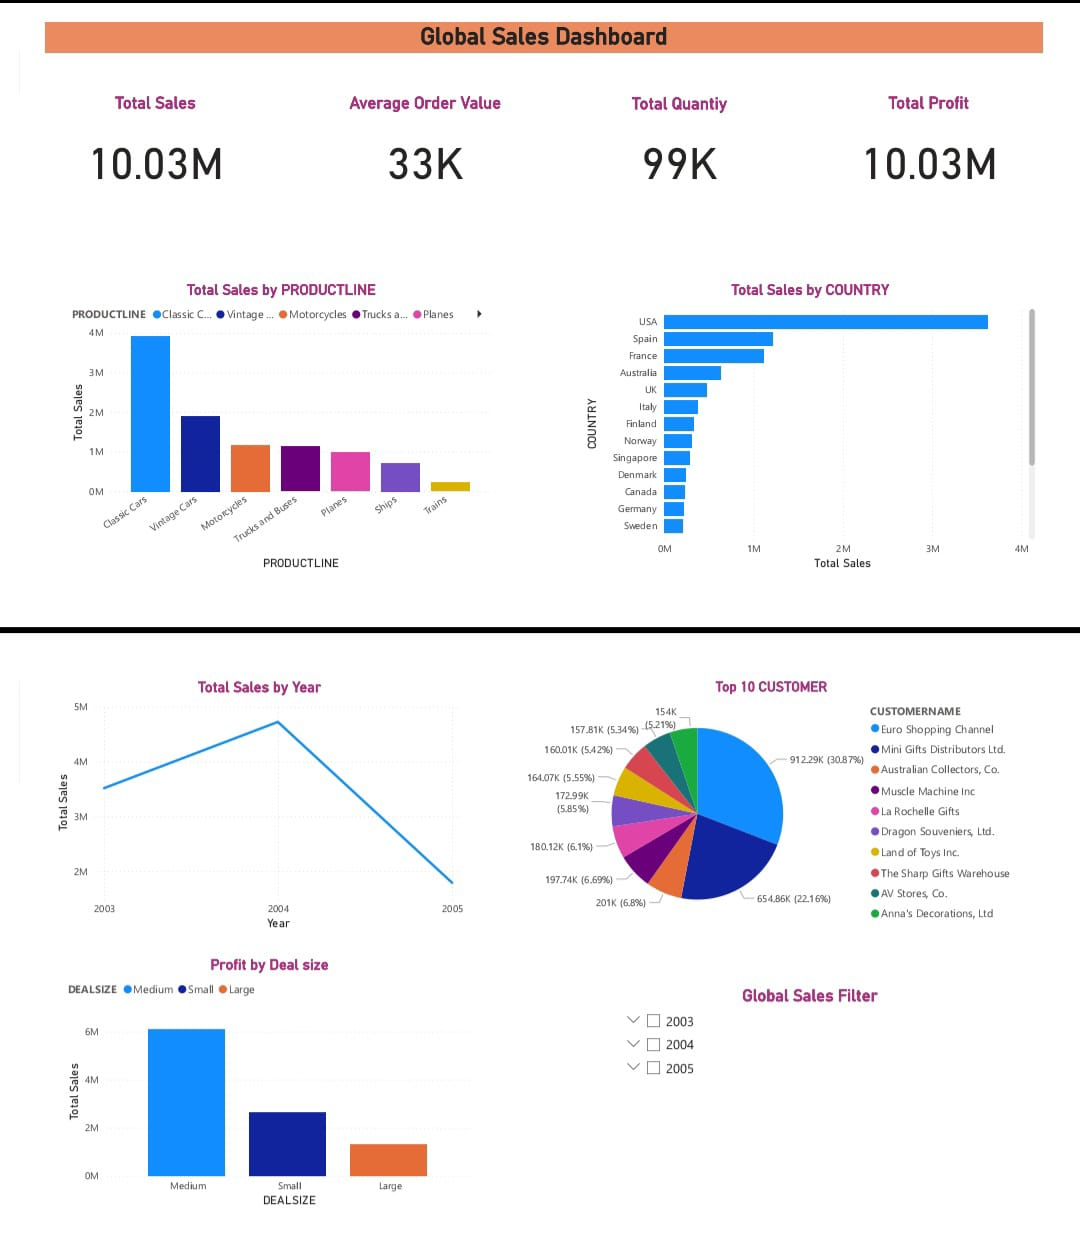 Global Sales Dashboard
Total Sales
Average Order Value
Total Quantiy
Total Profit
10.03M
33K
99K
10.03M
Total Sales by PRODUCTLINE
PRODUCTLINE Classic C... Vintage ... Motorcycles Trucks a... Planes
4M
3M
2M
1M
0M
Total Sales
Classic Cars
Vintage Cars
Motorcycles
Trucks and Buses
Planes
Ships
Trains
PRODUCTLINE
Total Sales by COUNTRY
COUNTRY
USA
Spain
France
Australia
UK
Italy
Finland
Norway
Singapore
Denmark
Canada
Germany
Sweden
0M 1M 2M 3M 4M
Total Sales
Total Sales by Year
5M
4M
3M
2M
Total Sales
2003 2004 2005
Year
Top 10 CUSTOMER
154K
(5.21%)
157.81K (5.34%)
160.01K (5.42%)
164.07K (5.55%)
172.99K
(5.85%)
180.12K (6.1%)
197.74K (6.69%)
201K (6.8%)
912.29K (30.87%)
654.86K (22.16%)
CUSTOMERNAME
Euro Shopping Channel
Mini Gifts Distributors Ltd.
Australian Collectors, Co.
Muscle Machine Inc
La Rochelle Gifts
Dragon Souveniers, Ltd.
Land of Toys Inc.
The Sharp Gifts Warehouse
AV Stores, Co.
Anna's Decorations, Ltd
Profit by Deal size
DEALSIZE Medium Small Large
6M
4M
2M
0M
Total Sales
Medium Small Large
DEALSIZE
Global Sales Filter
2003
2004
2005